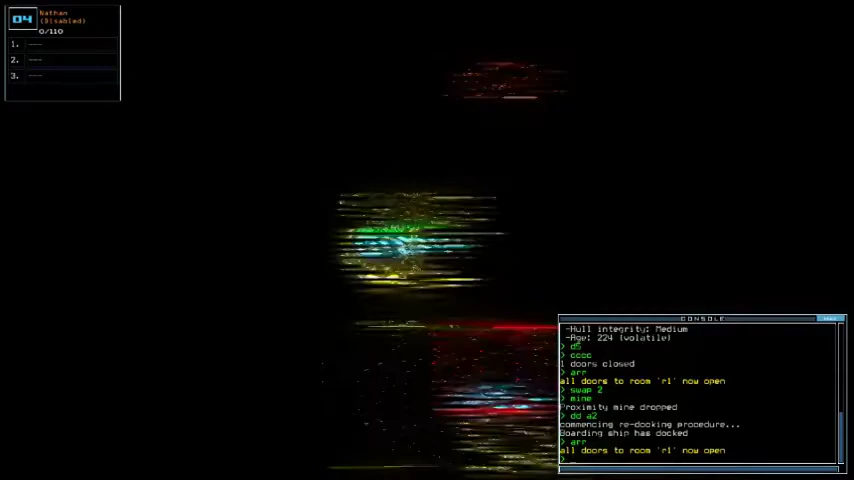 04
Nathan
(Disabled)
0/110
1. ---
2. ---
3. ---
CONSOLE
-Hull integrity: Medium
-Age: 224 (volatile)
> d5
> cccc
1 doors closed
> arr
all doors to room 'r1' now open
> swap 2
> mine
Proximity mine dropped
> dd a2
commencing re-docking procedure...
Boarding ship has docked
> arr
all doors to room 'r1' now open
>